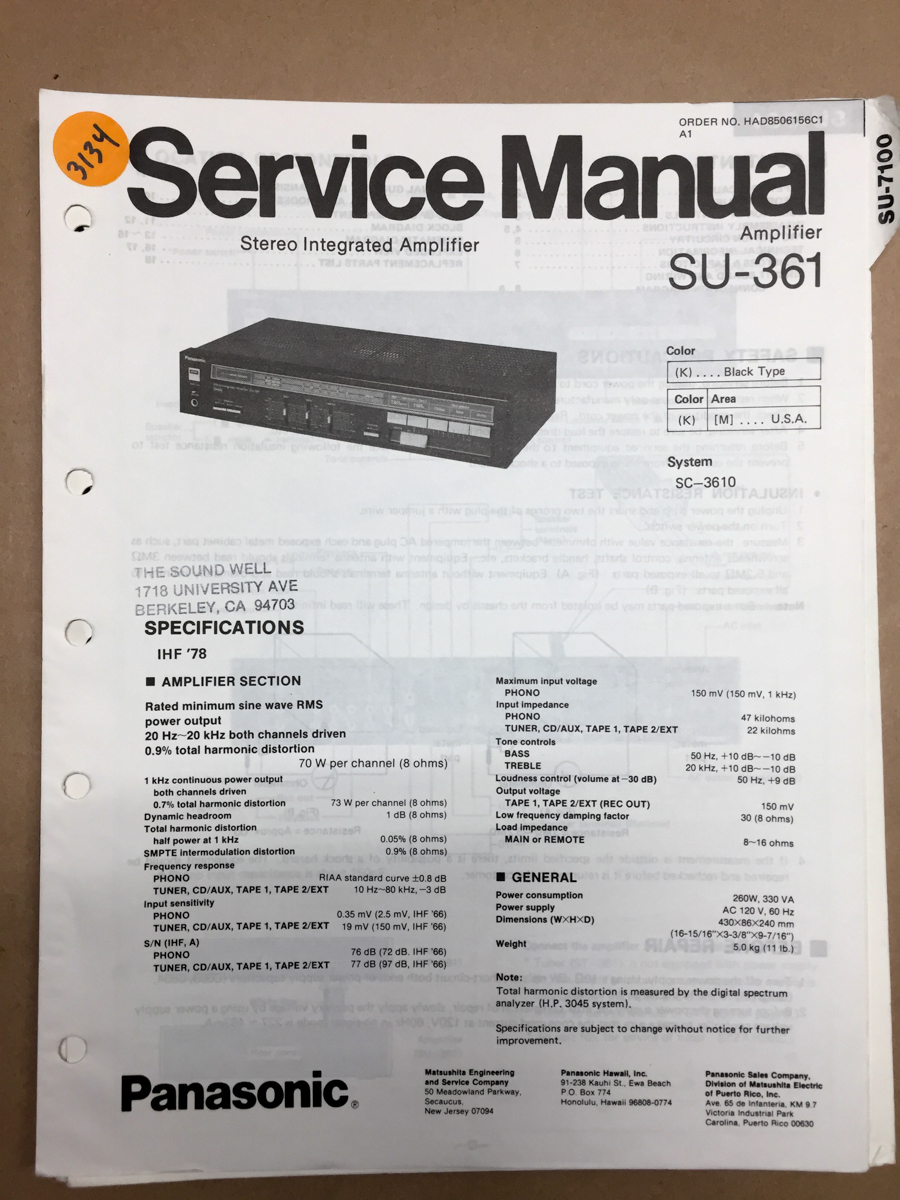 3134
ORDER NO. HAD8506156C1
A1
SU-7100
Service Manual
Stereo Integrated Amplifier
Amplifier
SU-361
Panasonic
Color
(K) .... Black Type
Color Area
(K) [M] .... U.S.A.
System
SC-3610
THE SOUND WELL
1718 UNIVERSITY AVE
BERKELEY, CA 94703
SPECIFICATIONS
IHF '78
■ AMPLIFIER SECTION
Rated minimum sine wave RMS
power output
20 Hz~20 kHz both channels driven
0.9% total harmonic distortion
70 W per channel (8 ohms)
1 kHz continuous power output
both channels driven
0.7% total harmonic distortion 73 W per channel (8 ohms)
Dynamic headroom 1 dB (8 ohms)
Total harmonic distortion
half power at 1 kHz 0.05% (8 ohms)
SMPTE intermodulation distortion 0.9% (8 ohms)
Frequency response
PHONO RIAA standard curve ±0.8 dB
TUNER, CD/AUX, TAPE 1, TAPE 2/EXT 10 Hz~80 kHz, −3 dB
Input sensitivity
PHONO 0.35 mV (2.5 mV, IHF '66)
TUNER, CD/AUX, TAPE 1, TAPE 2/EXT 19 mV (150 mV, IHF '66)
S/N (IHF, A)
PHONO 76 dB (72 dB. IHF '66)
TUNER, CD/AUX, TAPE 1, TAPE 2/EXT 77 dB (97 dB, IHF '66)
Maximum input voltage
PHONO 150 mV (150 mV, 1 kHz)
Input impedance
PHONO 47 kilohoms
TUNER, CD/AUX, TAPE 1, TAPE 2/EXT 22 kilohms
Tone controls
BASS 50 Hz, +10 dB~−10 dB
TREBLE 20 kHz, +10 dB~−10 dB
Loudness control (volume at −30 dB) 50 Hz, +9 dB
Output voltage
TAPE 1, TAPE 2/EXT (REC OUT) 150 mV
Low frequency damping factor 30 (8 ohms)
Load impedance
MAIN or REMOTE 8~16 ohms
■ GENERAL
Power consumption 260W, 330 VA
Power supply AC 120 V, 60 Hz
Dimensions (W×H×D) 430×86×240 mm
(16-15/16"×3-3/8"×9-7/16")
Weight 5.0 kg (11 lb.)
Note:
Total harmonic distortion is measured by the digital spectrum
analyzer (H.P. 3045 system).
Specifications are subject to change without notice for further
improvement.
Panasonic®
Matsushita Engineering
and Service Company
50 Meadowland Parkway,
Secaucus,
New Jersey 07094
Panasonic Hawaii, Inc.
91-238 Kauhi St., Ewa Beach
P.O. Box 774
Honolulu, Hawaii 96808-0774
Panasonic Sales Company,
Division of Matsushita Electric
of Puerto Rico, Inc.
Ave. 65 de Infanteria, KM 9.7
Victoria Industrial Park
Carolina, Puerto Rico 00630